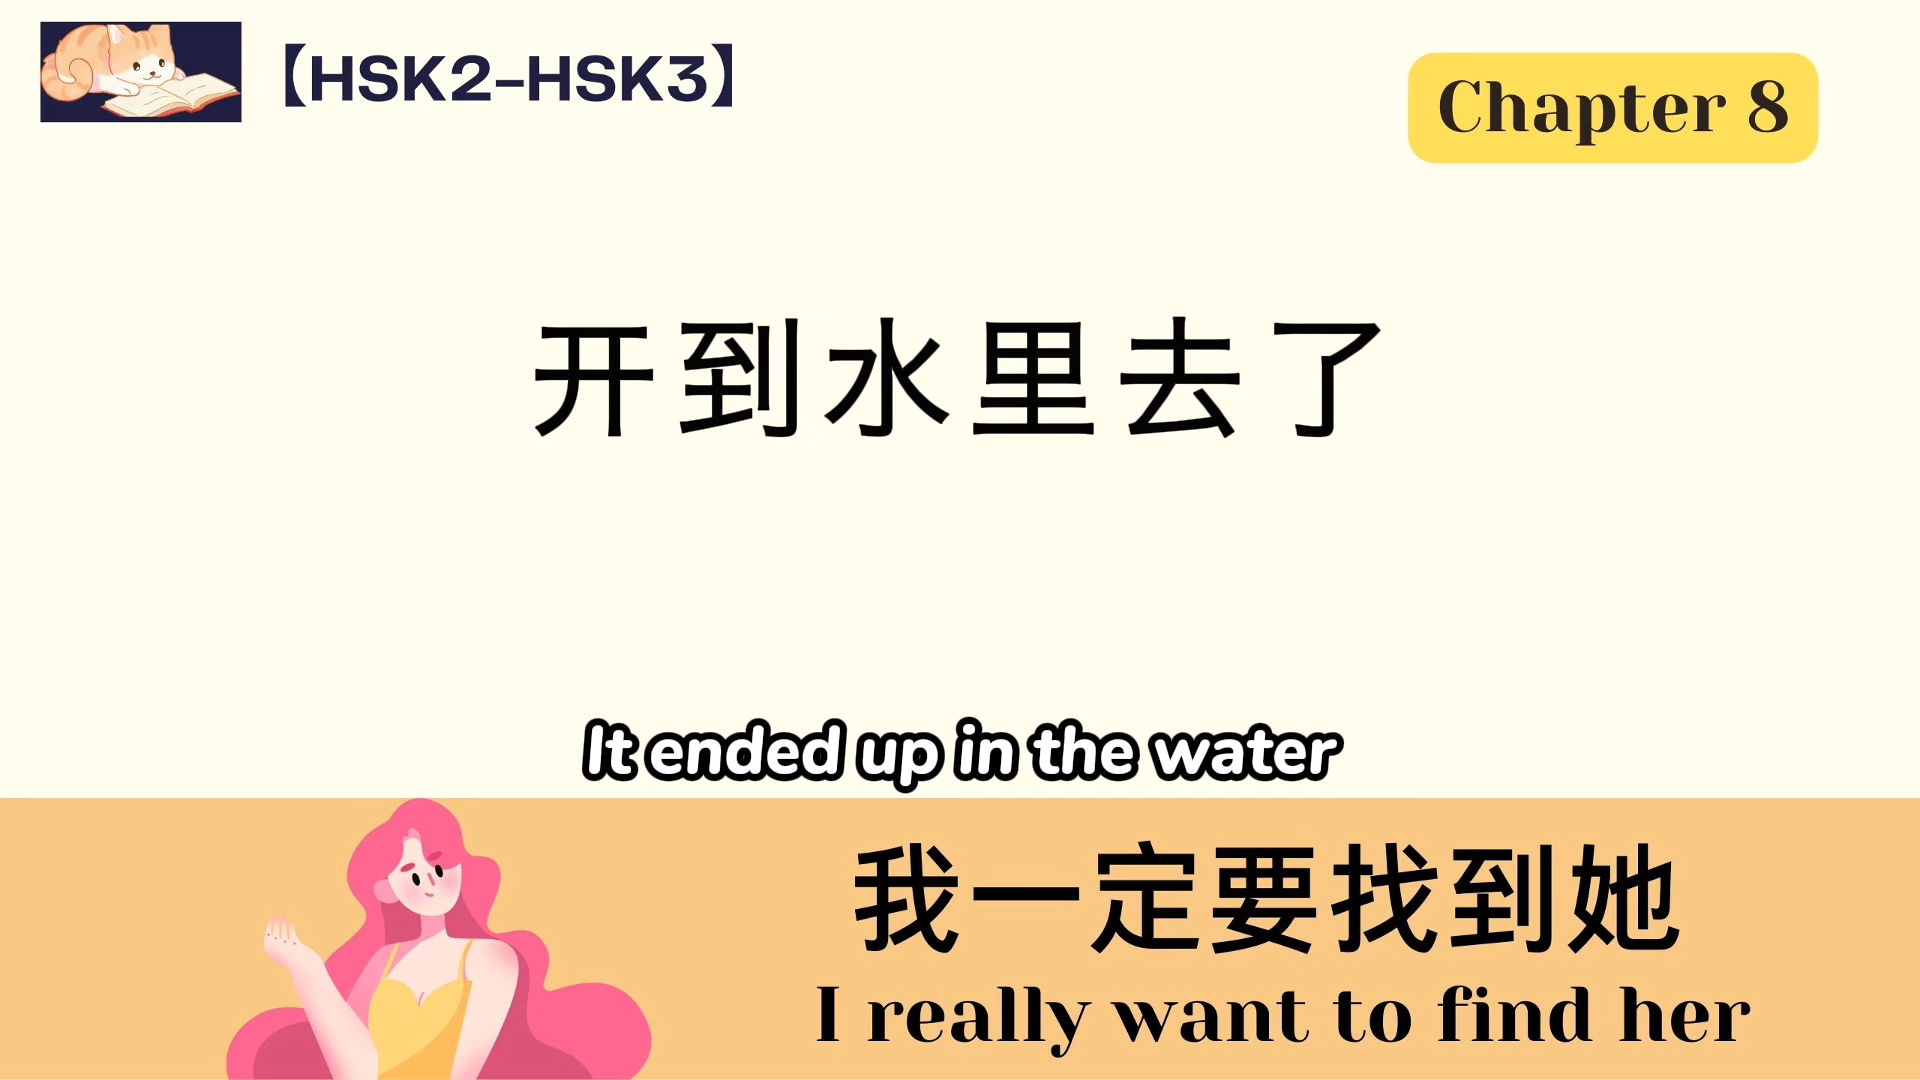 【HSK2-HSK3】
Chapter 8
开到水里去了
It ended up in the water
我一定要找到她
I really want to find her